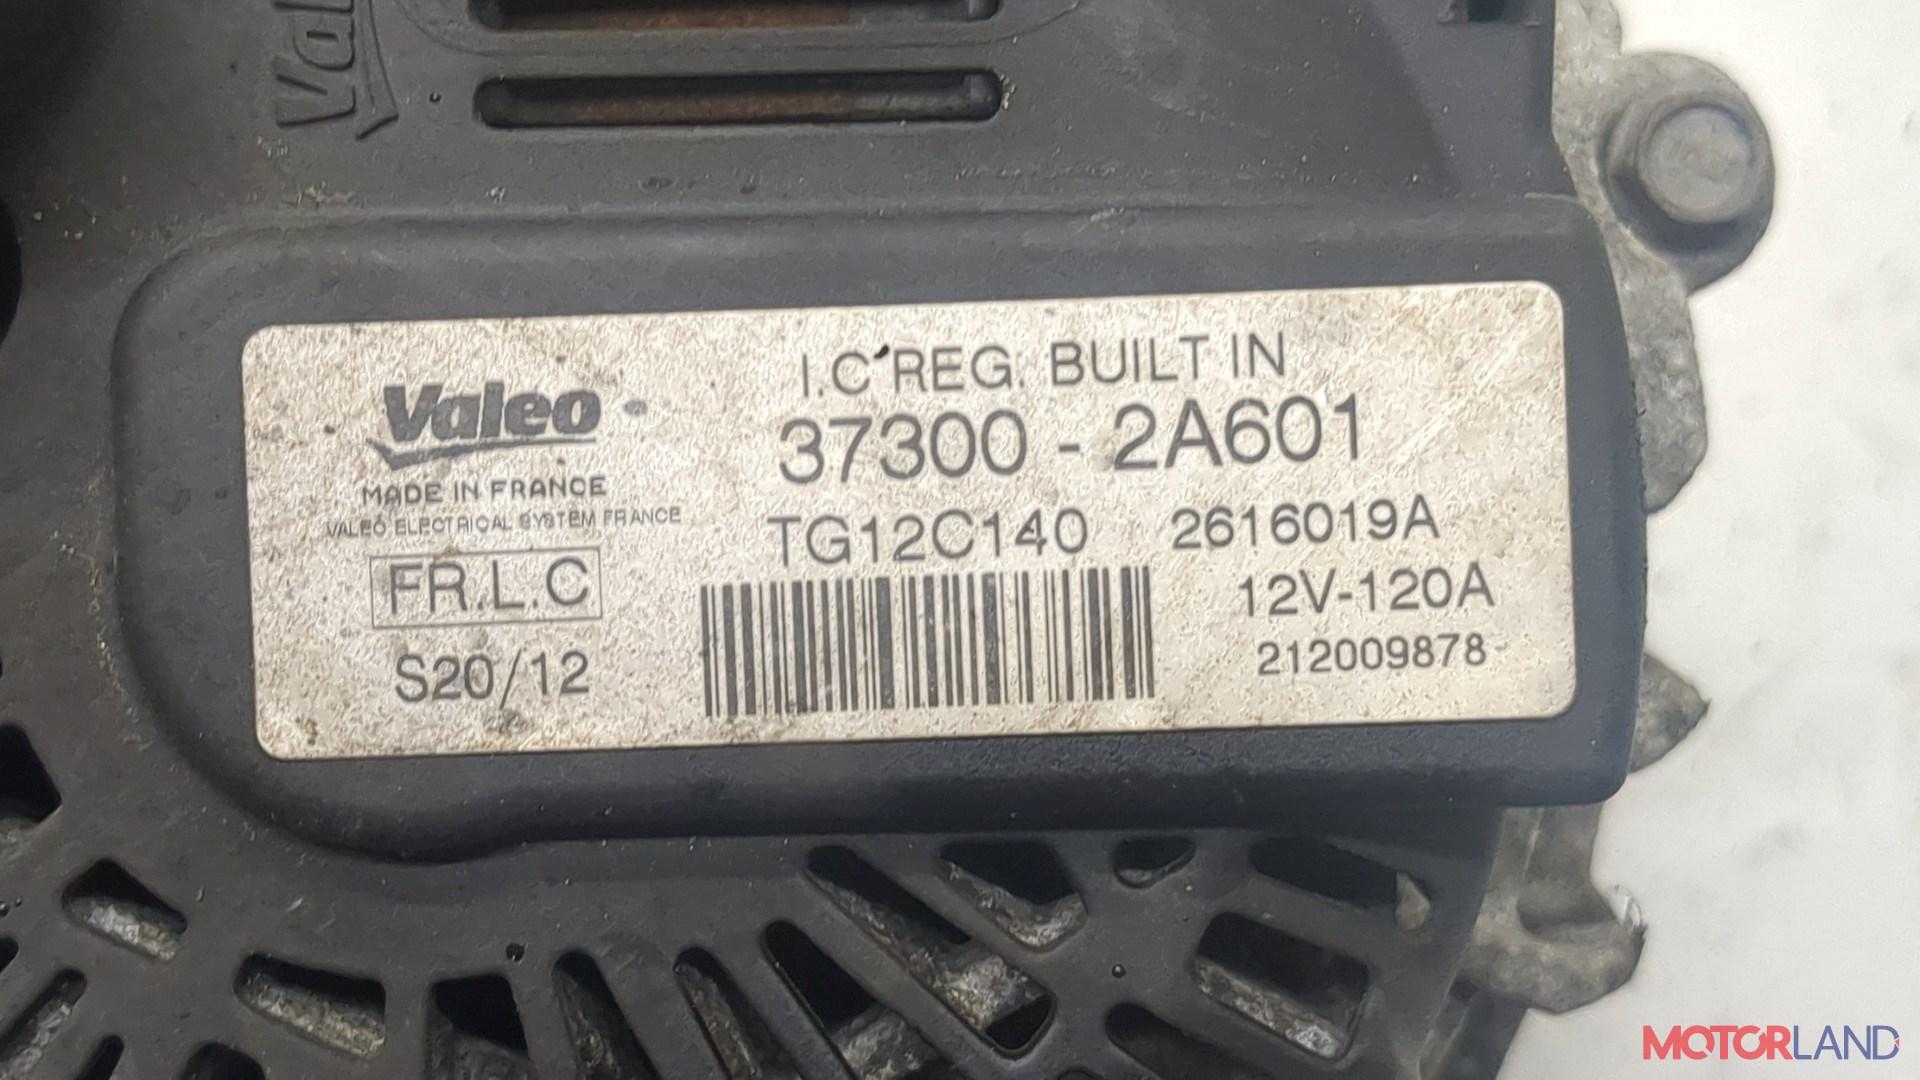 Valeo
MADE IN FRANCE
VALEO ELECTRICAL SYSTEM FRANCE
FR.L.C
S20/12
I.C REG. BUILT IN
37300 - 2A601
TG12C140 2616019A
12V-120A
212009878
MOTORLAND